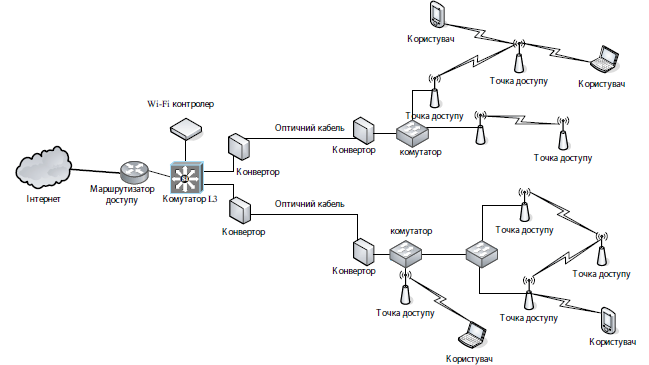 Користувач
Точка доступу
Користувач
Wi-Fi контролер
Точка доступу
Оптичний кабель
Конвертор
комутатор
Точка доступу
Конвертор
Інтернет
Маршрутизатор
доступу
Комутатор L3
Оптичний кабель
Конвертор
комутатор
Точка доступу
Конвертор
Точка доступу
Точка доступу
Точка доступу
Користувач
Користувач